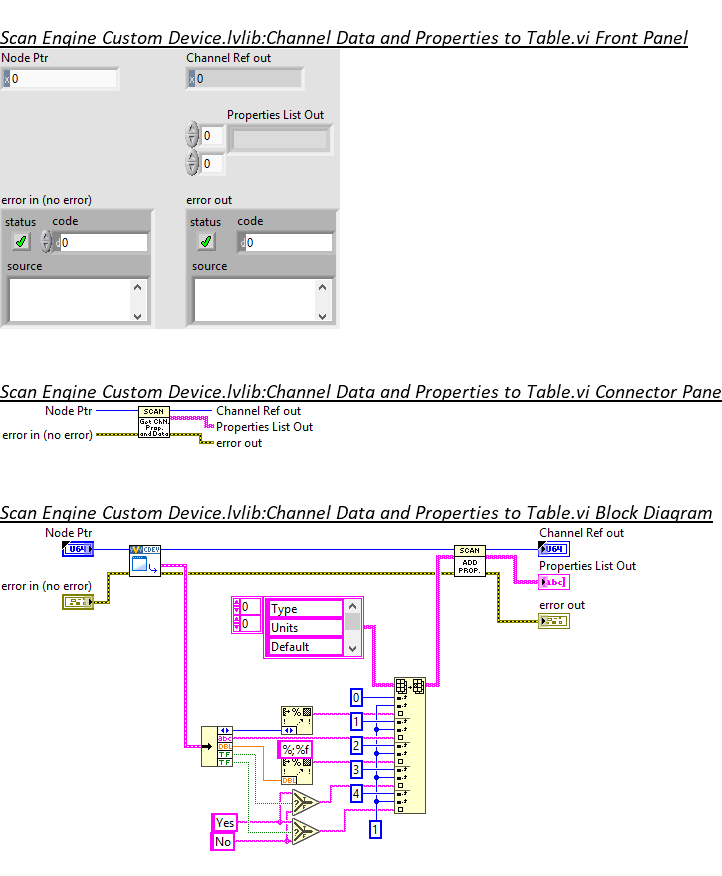 Scan Engine Custom Device.lvlib:Channel Data and Properties to Table.vi Front Panel
Node Ptr
Channel Ref out
x 0
x 0
Properties List Out
0
0
error in (no error)
error out
status code
status code
d 0
d 0
source
source
Scan Engine Custom Device.lvlib:Channel Data and Properties to Table.vi Connector Pane
Node Ptr
SCAN
Channel Ref out
Get Chn.
Prop.
and Data
Properties List Out
error in (no error)
error out
Scan Engine Custom Device.lvlib:Channel Data and Properties to Table.vi Block Diagram
Node Ptr
Channel Ref out
U64
CDEV
SCAN
U64
ADD
PROP.
Properties List Out
abc
error in (no error)
error out
0
0
Type
Units
Default
0
1
abc
DBL
TF
TF
%;%f
2
DBL
3
4
Yes
No
1